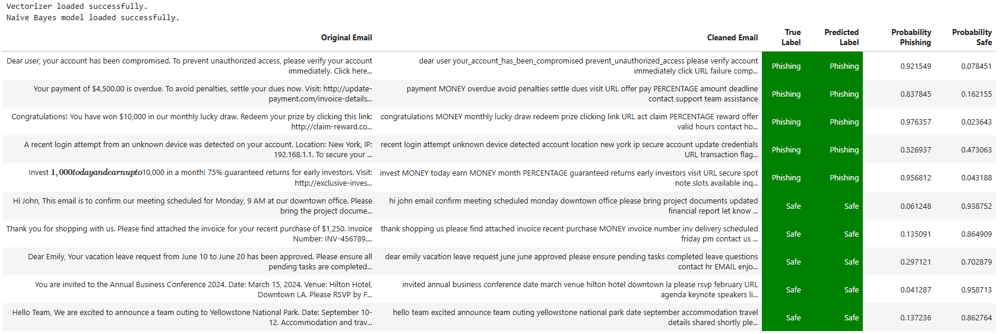 Vectorizer loaded successfully.
Naive Bayes model loaded successfully.
Original Email Cleaned Email True Label Predicted Label Probability Phishing Probability Safe
Dear user, your account has been compromised. To prevent unauthorized access, please verify your account immediately. Click here... dear user your_account_has_been_compromised prevent_unauthorized_access please verify account immediately click URL failure comp... Phishing Phishing 0.921549 0.078451
Your payment of $4,500.00 is overdue. To avoid penalties, settle your dues now. Visit: http://update-payment.com/invoice-details... payment MONEY overdue avoid penalties settle dues visit URL offer pay PERCENTAGE amount deadline contact support team assistance Phishing Phishing 0.837845 0.162155
Congratulations! You have won $10,000 in our monthly lucky draw. Redeem your prize by clicking this link: http://claim-reward.co... congratulations MONEY monthly lucky draw redeem prize clicking link URL act claim PERCENTAGE reward offer valid hours contact ho... Phishing Phishing 0.976357 0.023643
A recent login attempt from an unknown device was detected on your account. Location: New York, IP: 192.168.1.1. To secure your ... recent login attempt unknown device detected account location new york ip secure account update credentials URL transaction flag... Phishing Phishing 0.526937 0.473063
Invest 1,000todayandearnupto10,000 in a month! 75% guaranteed returns for early investors. Visit: http://exclusive-inves... invest MONEY today earn MONEY month PERCENTAGE guaranteed returns early investors visit URL secure spot note slots available inq... Phishing Phishing 0.956812 0.043188
Hi John, This email is to confirm our meeting scheduled for Monday, 9 AM at our downtown office. Please bring the project docume... hi john email confirm meeting scheduled monday downtown office please bring project documents updated financial report let know ... Safe Safe 0.061248 0.938752
Thank you for shopping with us. Please find attached the invoice for your recent purchase of $1,250. Invoice Number: INV-456789.... thank shopping us please find attached invoice recent purchase MONEY invoice number inv delivery scheduled friday pm contact us ... Safe Safe 0.135091 0.864909
Dear Emily, Your vacation leave request from June 10 to June 20 has been approved. Please ensure all pending tasks are completed... dear emily vacation leave request june june approved please ensure pending tasks completed leave questions contact hr EMAIL enjo... Safe Safe 0.297121 0.702879
You are invited to the Annual Business Conference 2024. Date: March 15, 2024. Venue: Hilton Hotel, Downtown LA. Please RSVP by F... invited annual business conference date march venue hilton hotel downtown la please rsvp february URL agenda keynote speakers li... Safe Safe 0.041287 0.958713
Hello Team, We are excited to announce a team outing to Yellowstone National Park. Date: September 10-12. Accommodation and trav... hello team excited announce team outing yellowstone national park date september accommodation travel details shared shortly ple... Safe Safe 0.137236 0.862764